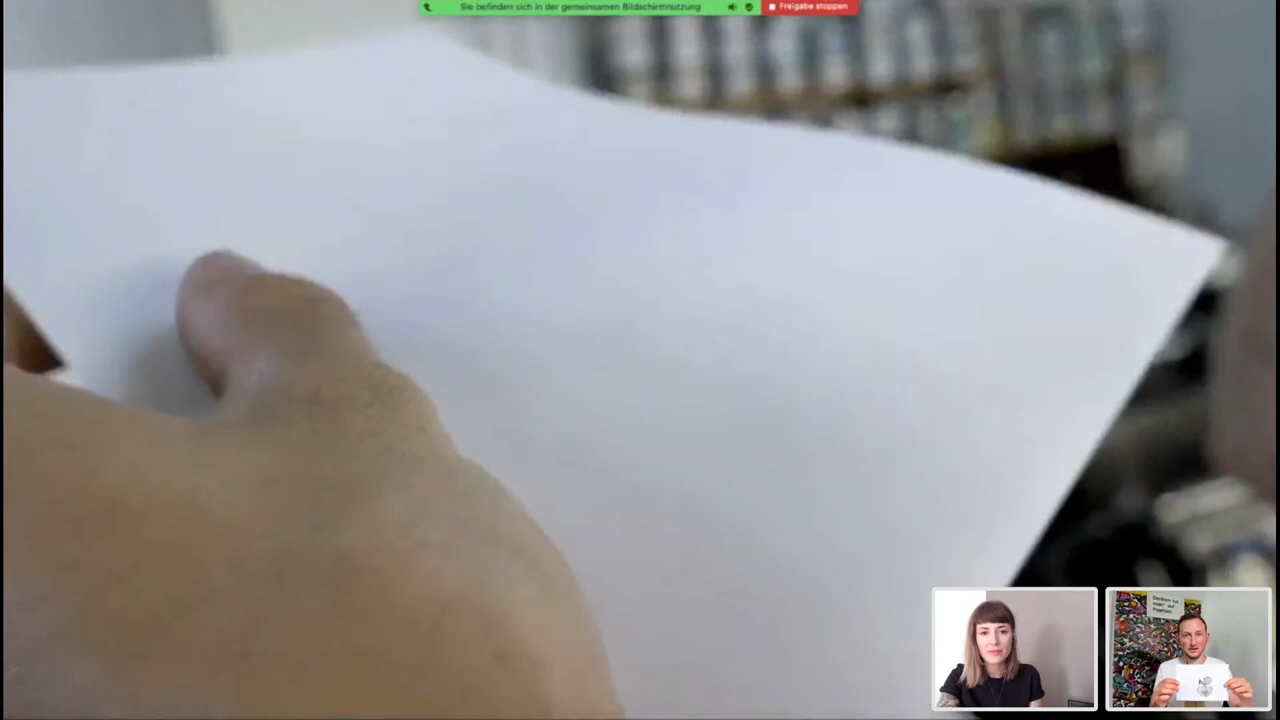 Sie befinden sich in der gemeinsamen Bildschirmnutzung
Freigabe stoppen